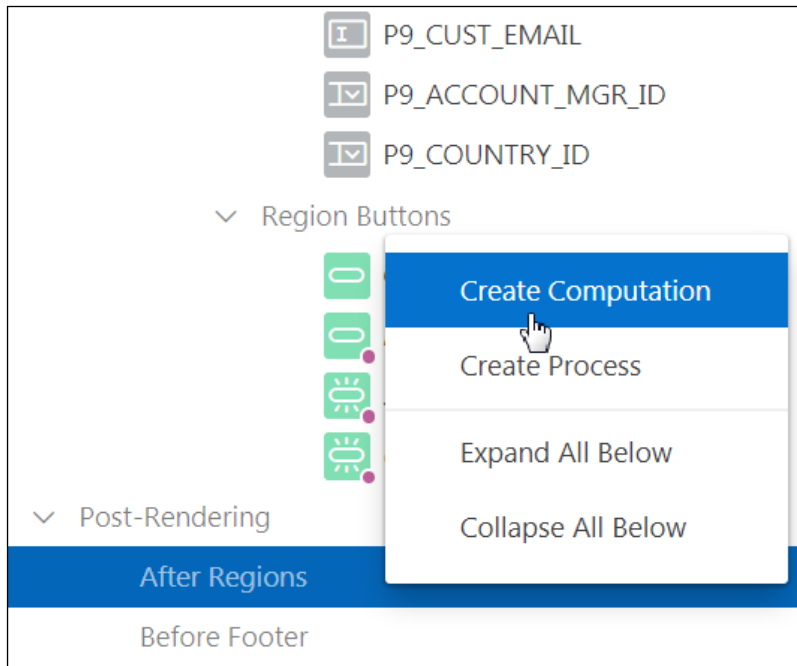 P9_CUST_EMAIL
P9_ACCOUNT_MGR_ID
P9_COUNTRY_ID
Region Buttons
Create Computation
Create Process
Expand All Below
Collapse All Below
Post-Rendering
After Regions
Before Footer